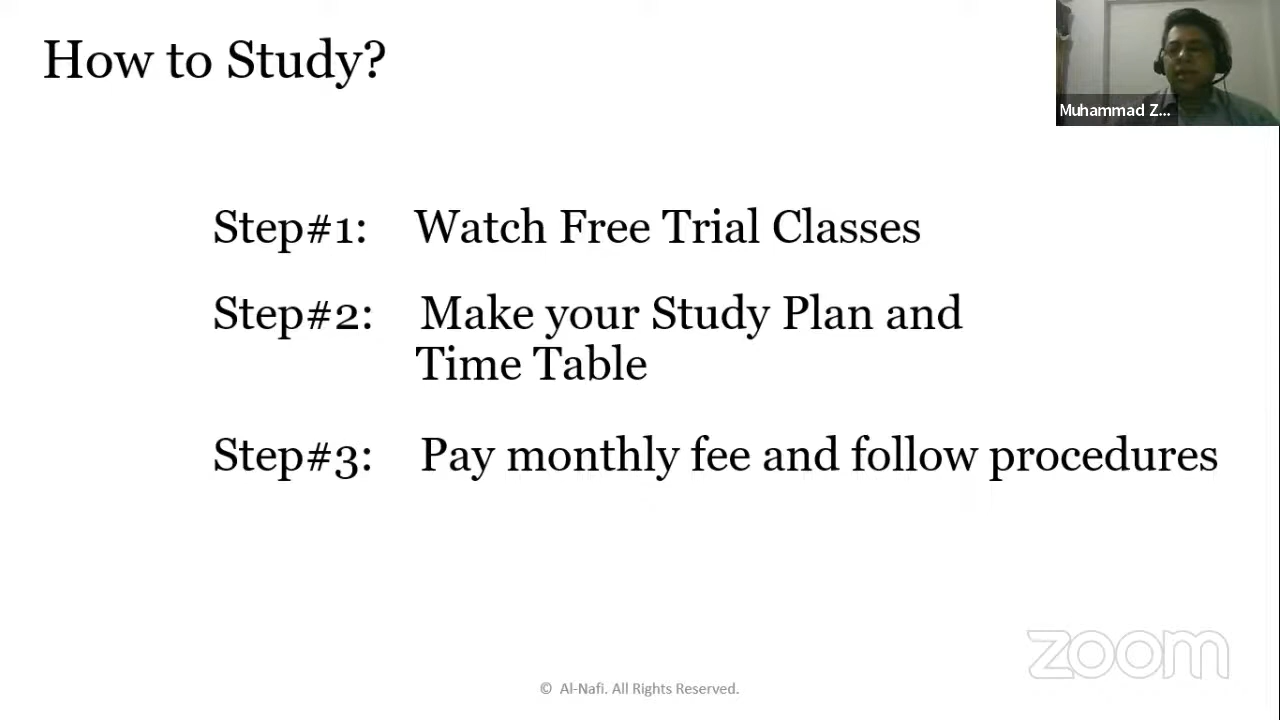 How to Study?
Muhammad Z...
Step#1: Watch Free Trial Classes
Step#2: Make your Study Plan and
Time Table
Step#3: Pay monthly fee and follow procedures
zoom
© Al-Nafi. All Rights Reserved.